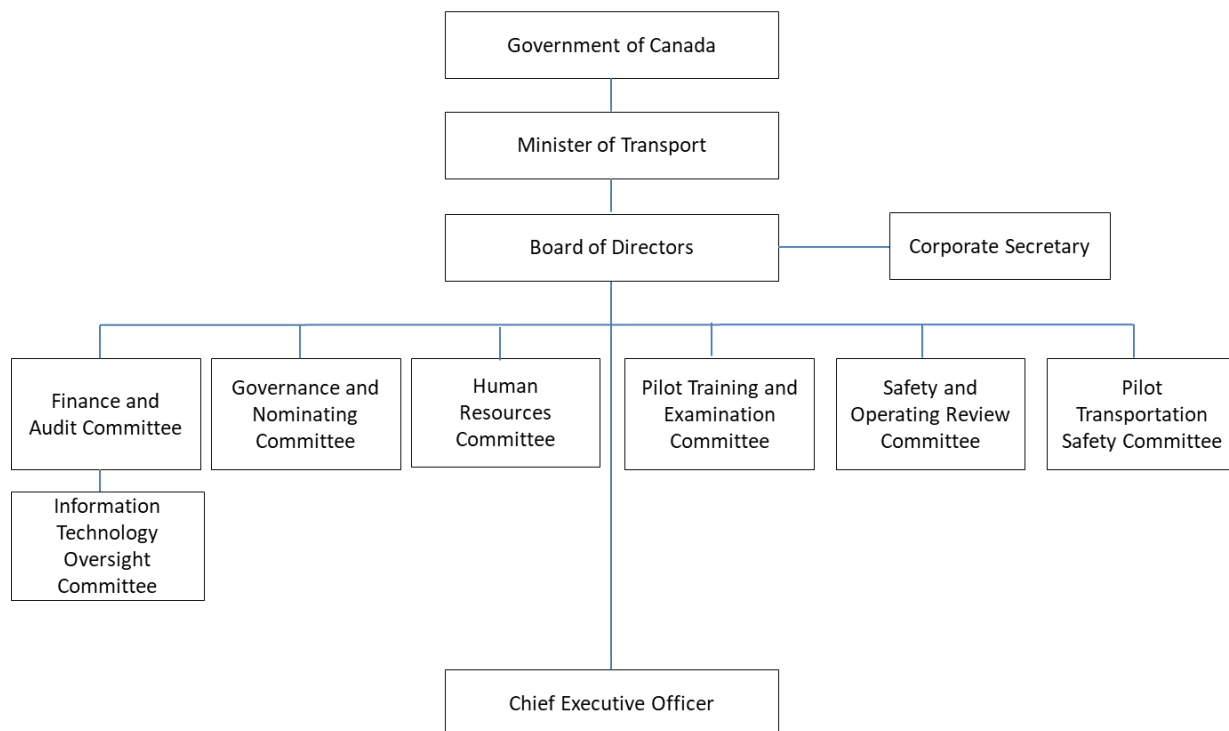 Government of Canada
Minister of Transport
Board of Directors
Corporate Secretary
Finance and
Audit Committee
Governance and
Nominating
Committee
Human
Resources
Committee
Pilot Training and
Examination
Committee
Safety and
Operating Review
Committee
Pilot
Transportation
Safety Committee
Information
Technology
Oversight
Committee
Chief Executive Officer